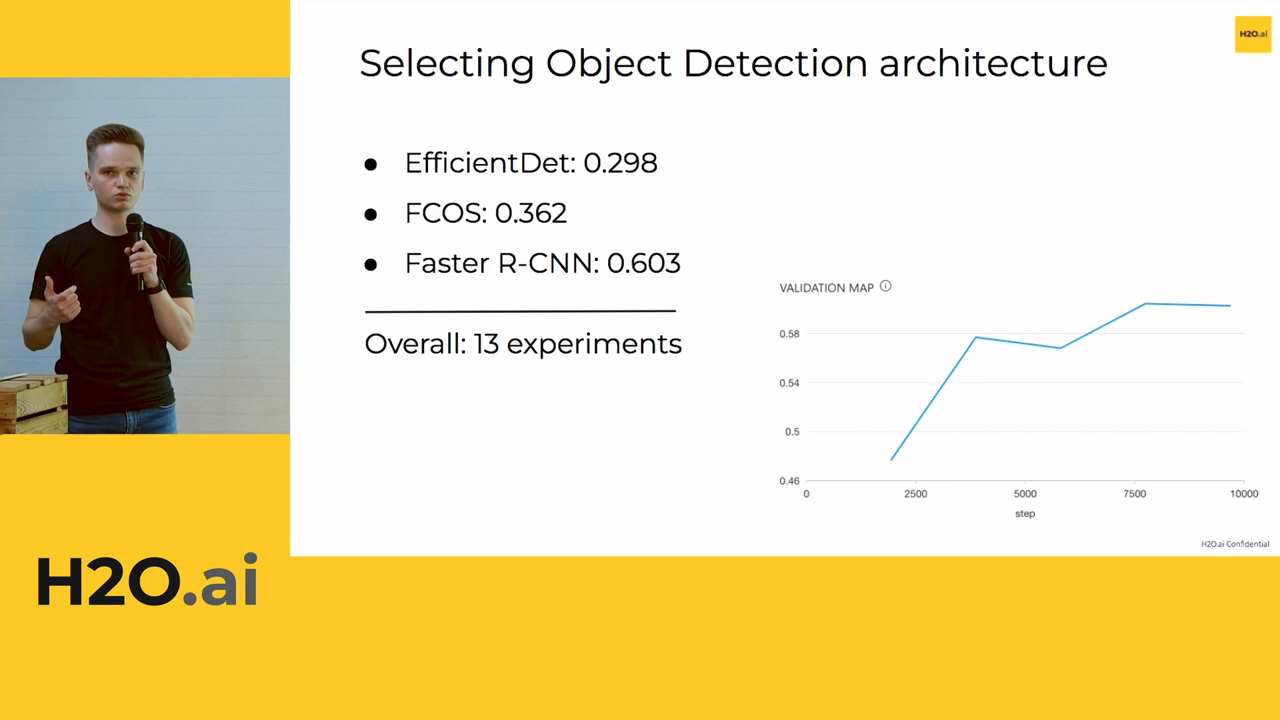 Selecting Object Detection architecture
H2O.ai
● EfficientDet: 0.298
● FCOS: 0.362
● Faster R-CNN: 0.603
Overall: 13 experiments
VALIDATION MAP
0.58
0.54
0.5
0.46
0 2500 5000 7500 10000
step
H2O.ai Confidential
H2O.ai